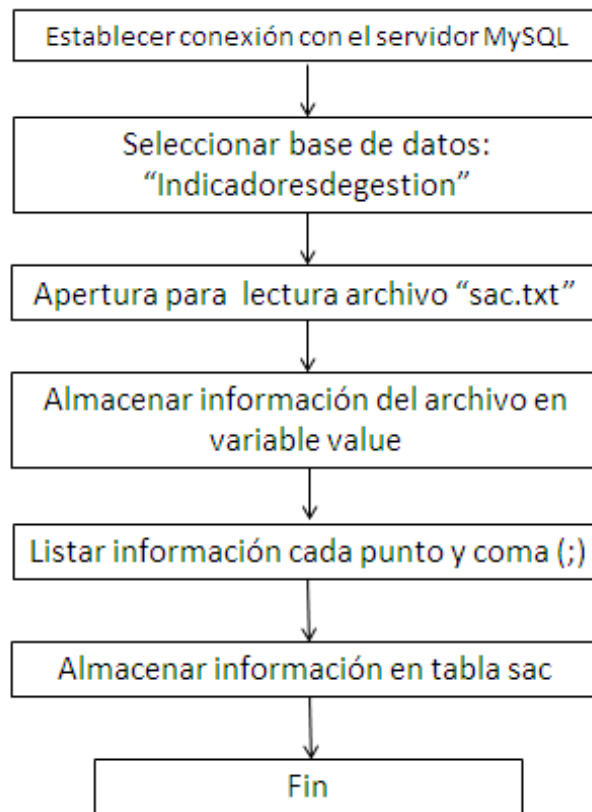 Establecer conexión con el servidor MySQL
Seleccionar base de datos:
“Indicadoresdegestion”
Apertura para lectura archivo “sac.txt”
Almacenar información del archivo en
variable value
Listar información cada punto y coma (;)
Almacenar información en tabla sac
Fin